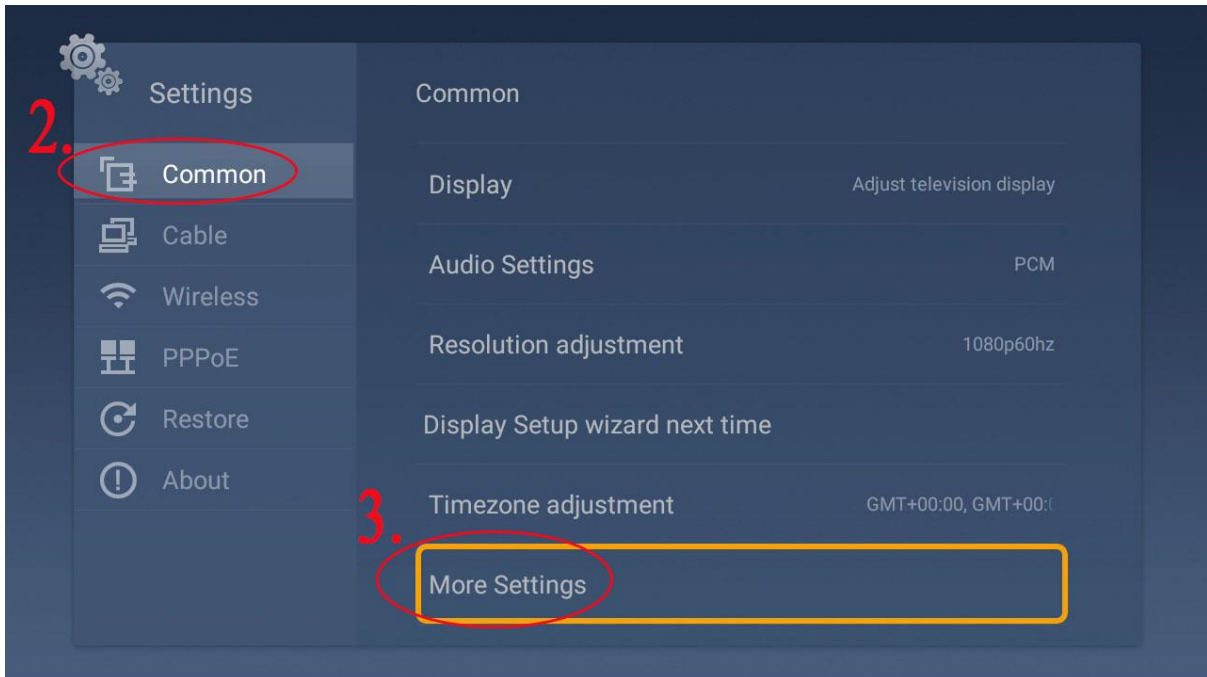 Settings
2.
Common
Cable
Wireless
PPPoE
Restore
About
Common
Display Adjust television display
Audio Settings PCM
Resolution adjustment 1080p60hz
Display Setup wizard next time
Timezone adjustment GMT+00:00, GMT+00:
3.
More Settings